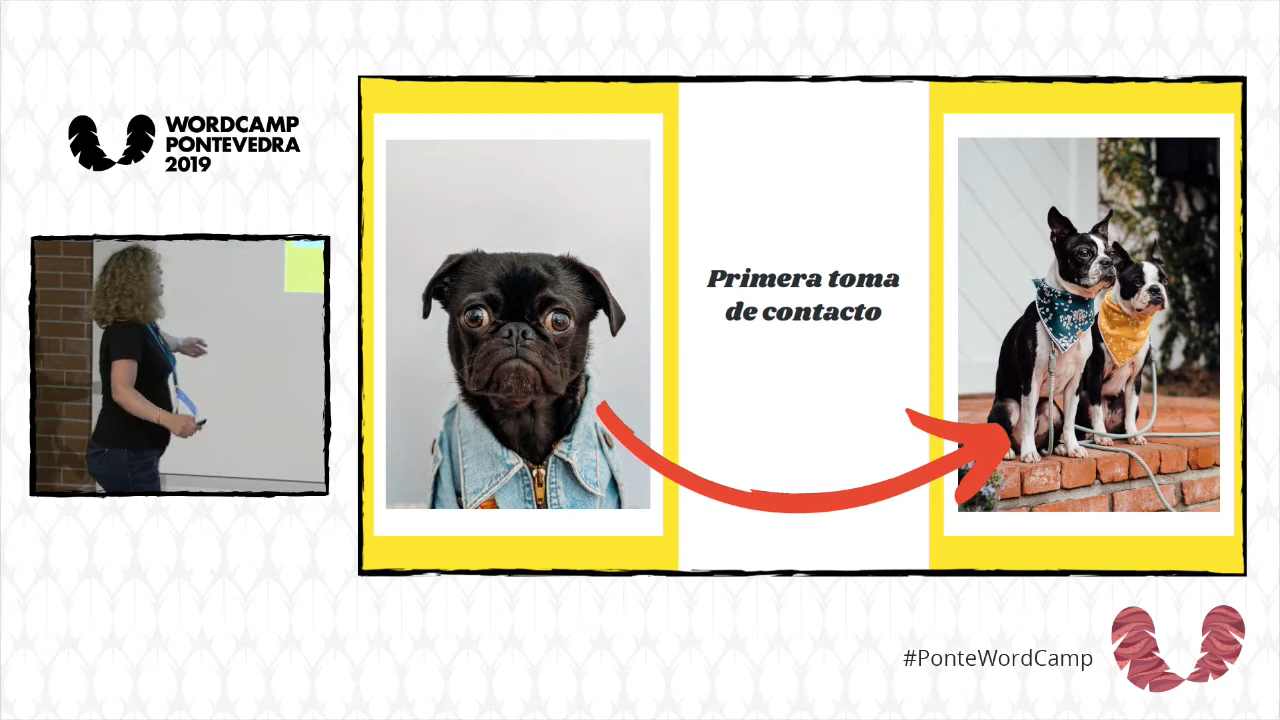 WORDCAMP
PONTEVEDRA
2019
Primera toma
de contacto
#PonteWordCamp